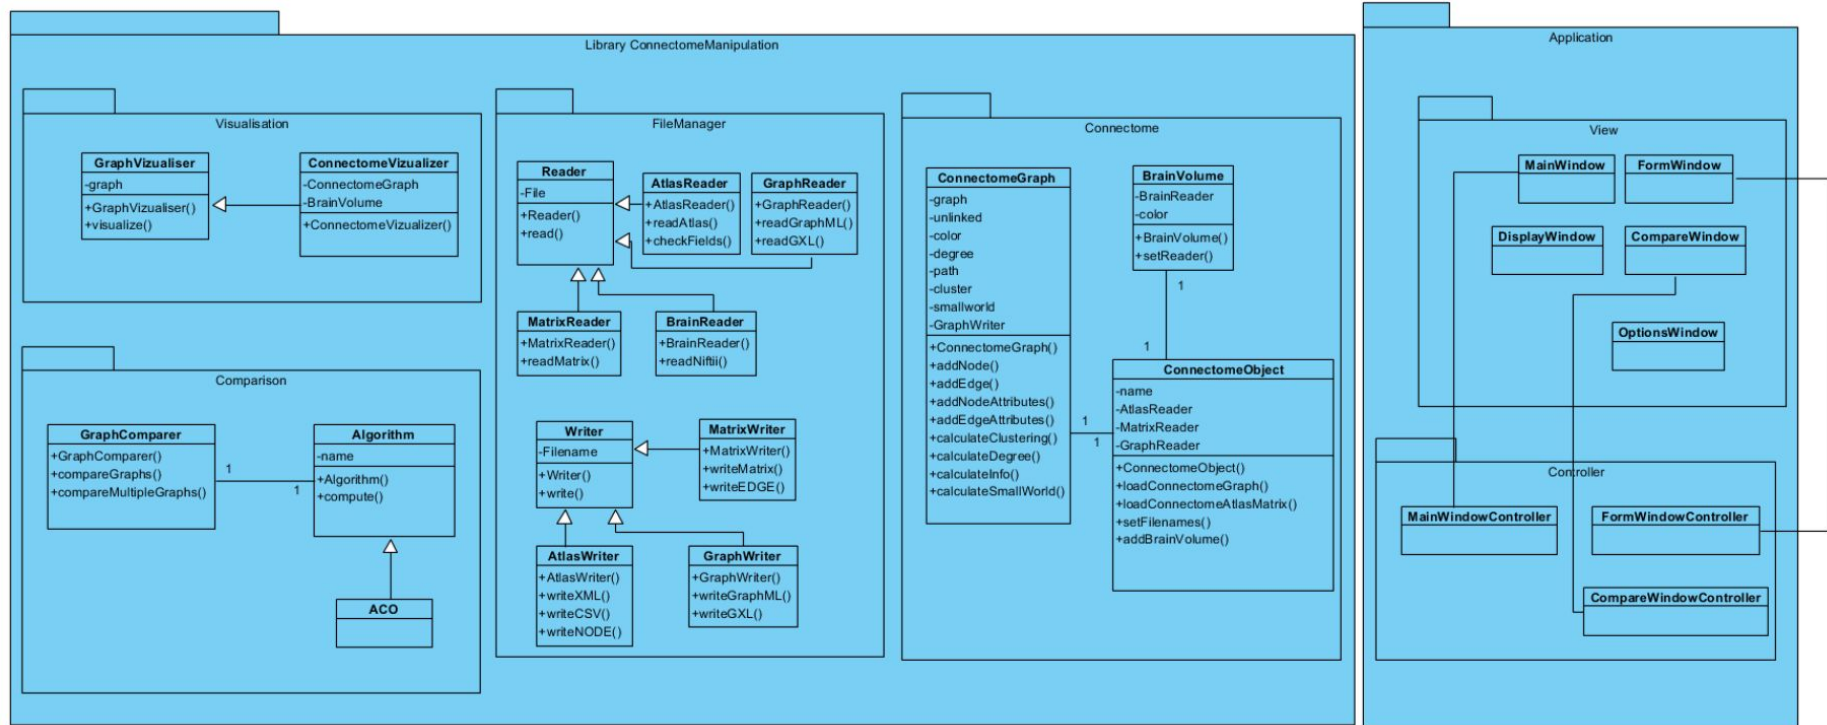 Library ConnectomeManipulation
Visualisation
GraphVizualiser
-graph
+GraphVizualiser()
+visualize()
ConnectomeVizualizer
-ConnectomeGraph
-BrainVolume
+ConnectomeVizualizer()
Comparison
GraphComparer
+GraphComparer()
+compareGraphs()
+compareMultipleGraphs()
1
1
Algorithm
-name
+Algorithm()
+compute()
ACO
FileManager
Reader
-File
+Reader()
+read()
AtlasReader
+AtlasReader()
+readAtlas()
+checkFields()
GraphReader
+GraphReader()
+readGraphML()
+readGXL()
MatrixReader
+MatrixReader()
+readMatrix()
BrainReader
+BrainReader()
+readNiftii()
Writer
-Filename
+Writer()
+write()
MatrixWriter
+MatrixWriter()
+writeMatrix()
+writeEDGE()
AtlasWriter
+AtlasWriter()
+writeXML()
+writeCSV()
+writeNODE()
GraphWriter
+GraphWriter()
+writeGraphML()
+writeGXL()
Connectome
ConnectomeGraph
-graph
-unlinked
-color
-degree
-path
-cluster
-smallworld
-GraphWriter
+ConnectomeGraph()
+addNode()
+addEdge()
+addNodeAttributes()
+addEdgeAttributes()
+calculateClustering()
+calculateDegree()
+calculateInfo()
+calculateSmallWorld()
BrainVolume
-BrainReader
-color
+BrainVolume()
+setReader()
1
1
1
1
ConnectomeObject
-name
-AtlasReader
-MatrixReader
-GraphReader
+ConnectomeObject()
+loadConnectomeGraph()
+loadConnectomeAtlasMatrix()
+setFilenames()
+addBrainVolume()
Application
View
MainWindow
FormWindow
DisplayWindow
CompareWindow
OptionsWindow
Controller
MainWindowController
FormWindowController
CompareWindowController